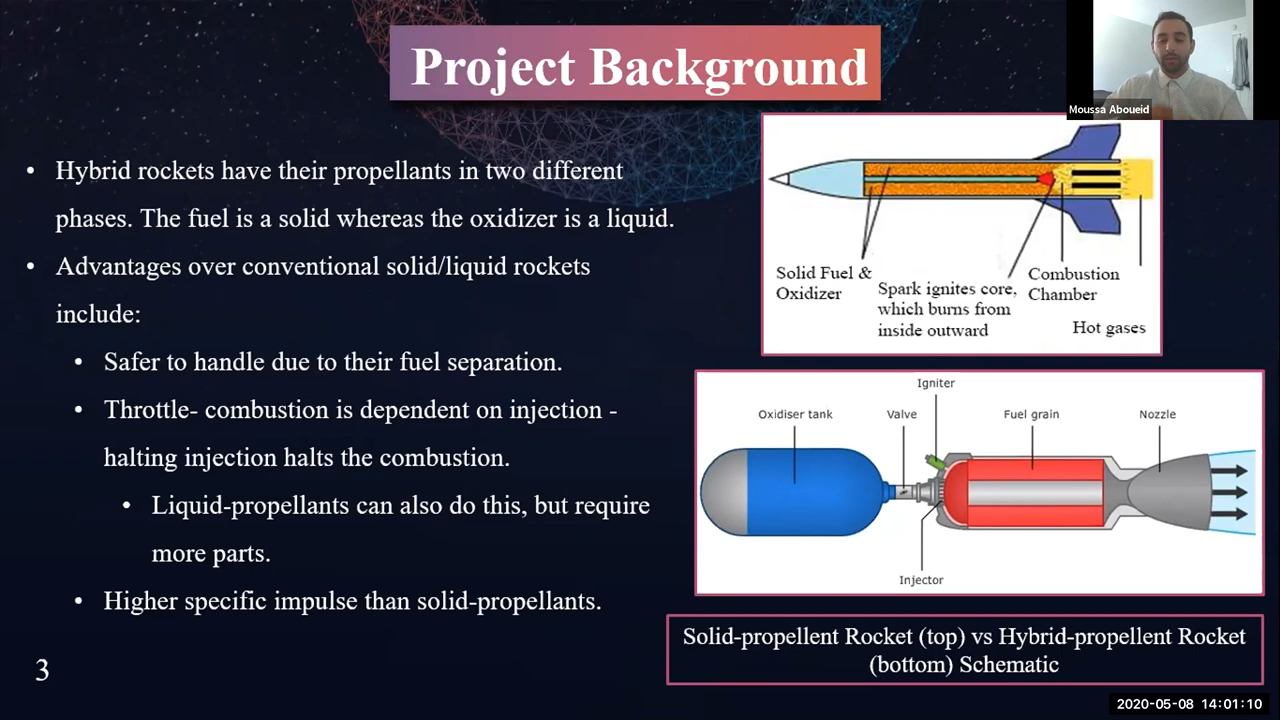 Project Background
Moussa Aboueid
• Hybrid rockets have their propellants in two different
phases. The fuel is a solid whereas the oxidizer is a liquid.
• Advantages over conventional solid/liquid rockets
include:
• Safer to handle due to their fuel separation.
• Throttle- combustion is dependent on injection -
halting injection halts the combustion.
• Liquid-propellants can also do this, but require
more parts.
• Higher specific impulse than solid-propellants.
Solid Fuel &
Oxidizer
Spark ignites core,
which burns from
inside outward
Combustion
Chamber
Hot gases
Igniter
Oxidiser tank
Valve
Fuel grain
Nozzle
Injector
Solid-propellent Rocket (top) vs Hybrid-propellent Rocket
(bottom) Schematic
3
2020-05-08 14:01:10